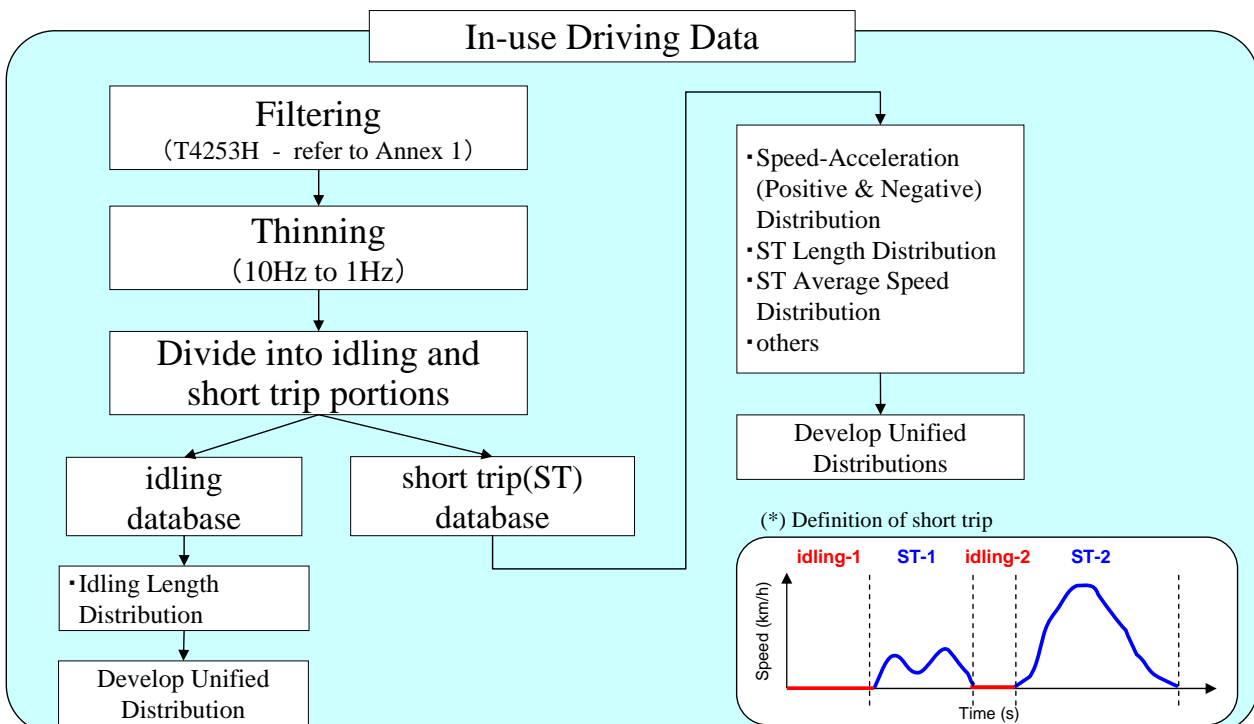 In-use Driving Data
Filtering
（T4253H - refer to Annex 1）
Thinning
（10Hz to 1Hz）
Divide into idling and
short trip portions
idling
database
short trip(ST)
database
・Idling Length
Distribution
Develop Unified
Distribution
・Speed-Acceleration
(Positive & Negative)
Distribution
・ST Length Distribution
・ST Average Speed
Distribution
・others
Develop Unified
Distributions
(*) Definition of short trip
idling-1 ST-1 idling-2 ST-2
Speed (km/h)
Time (s)